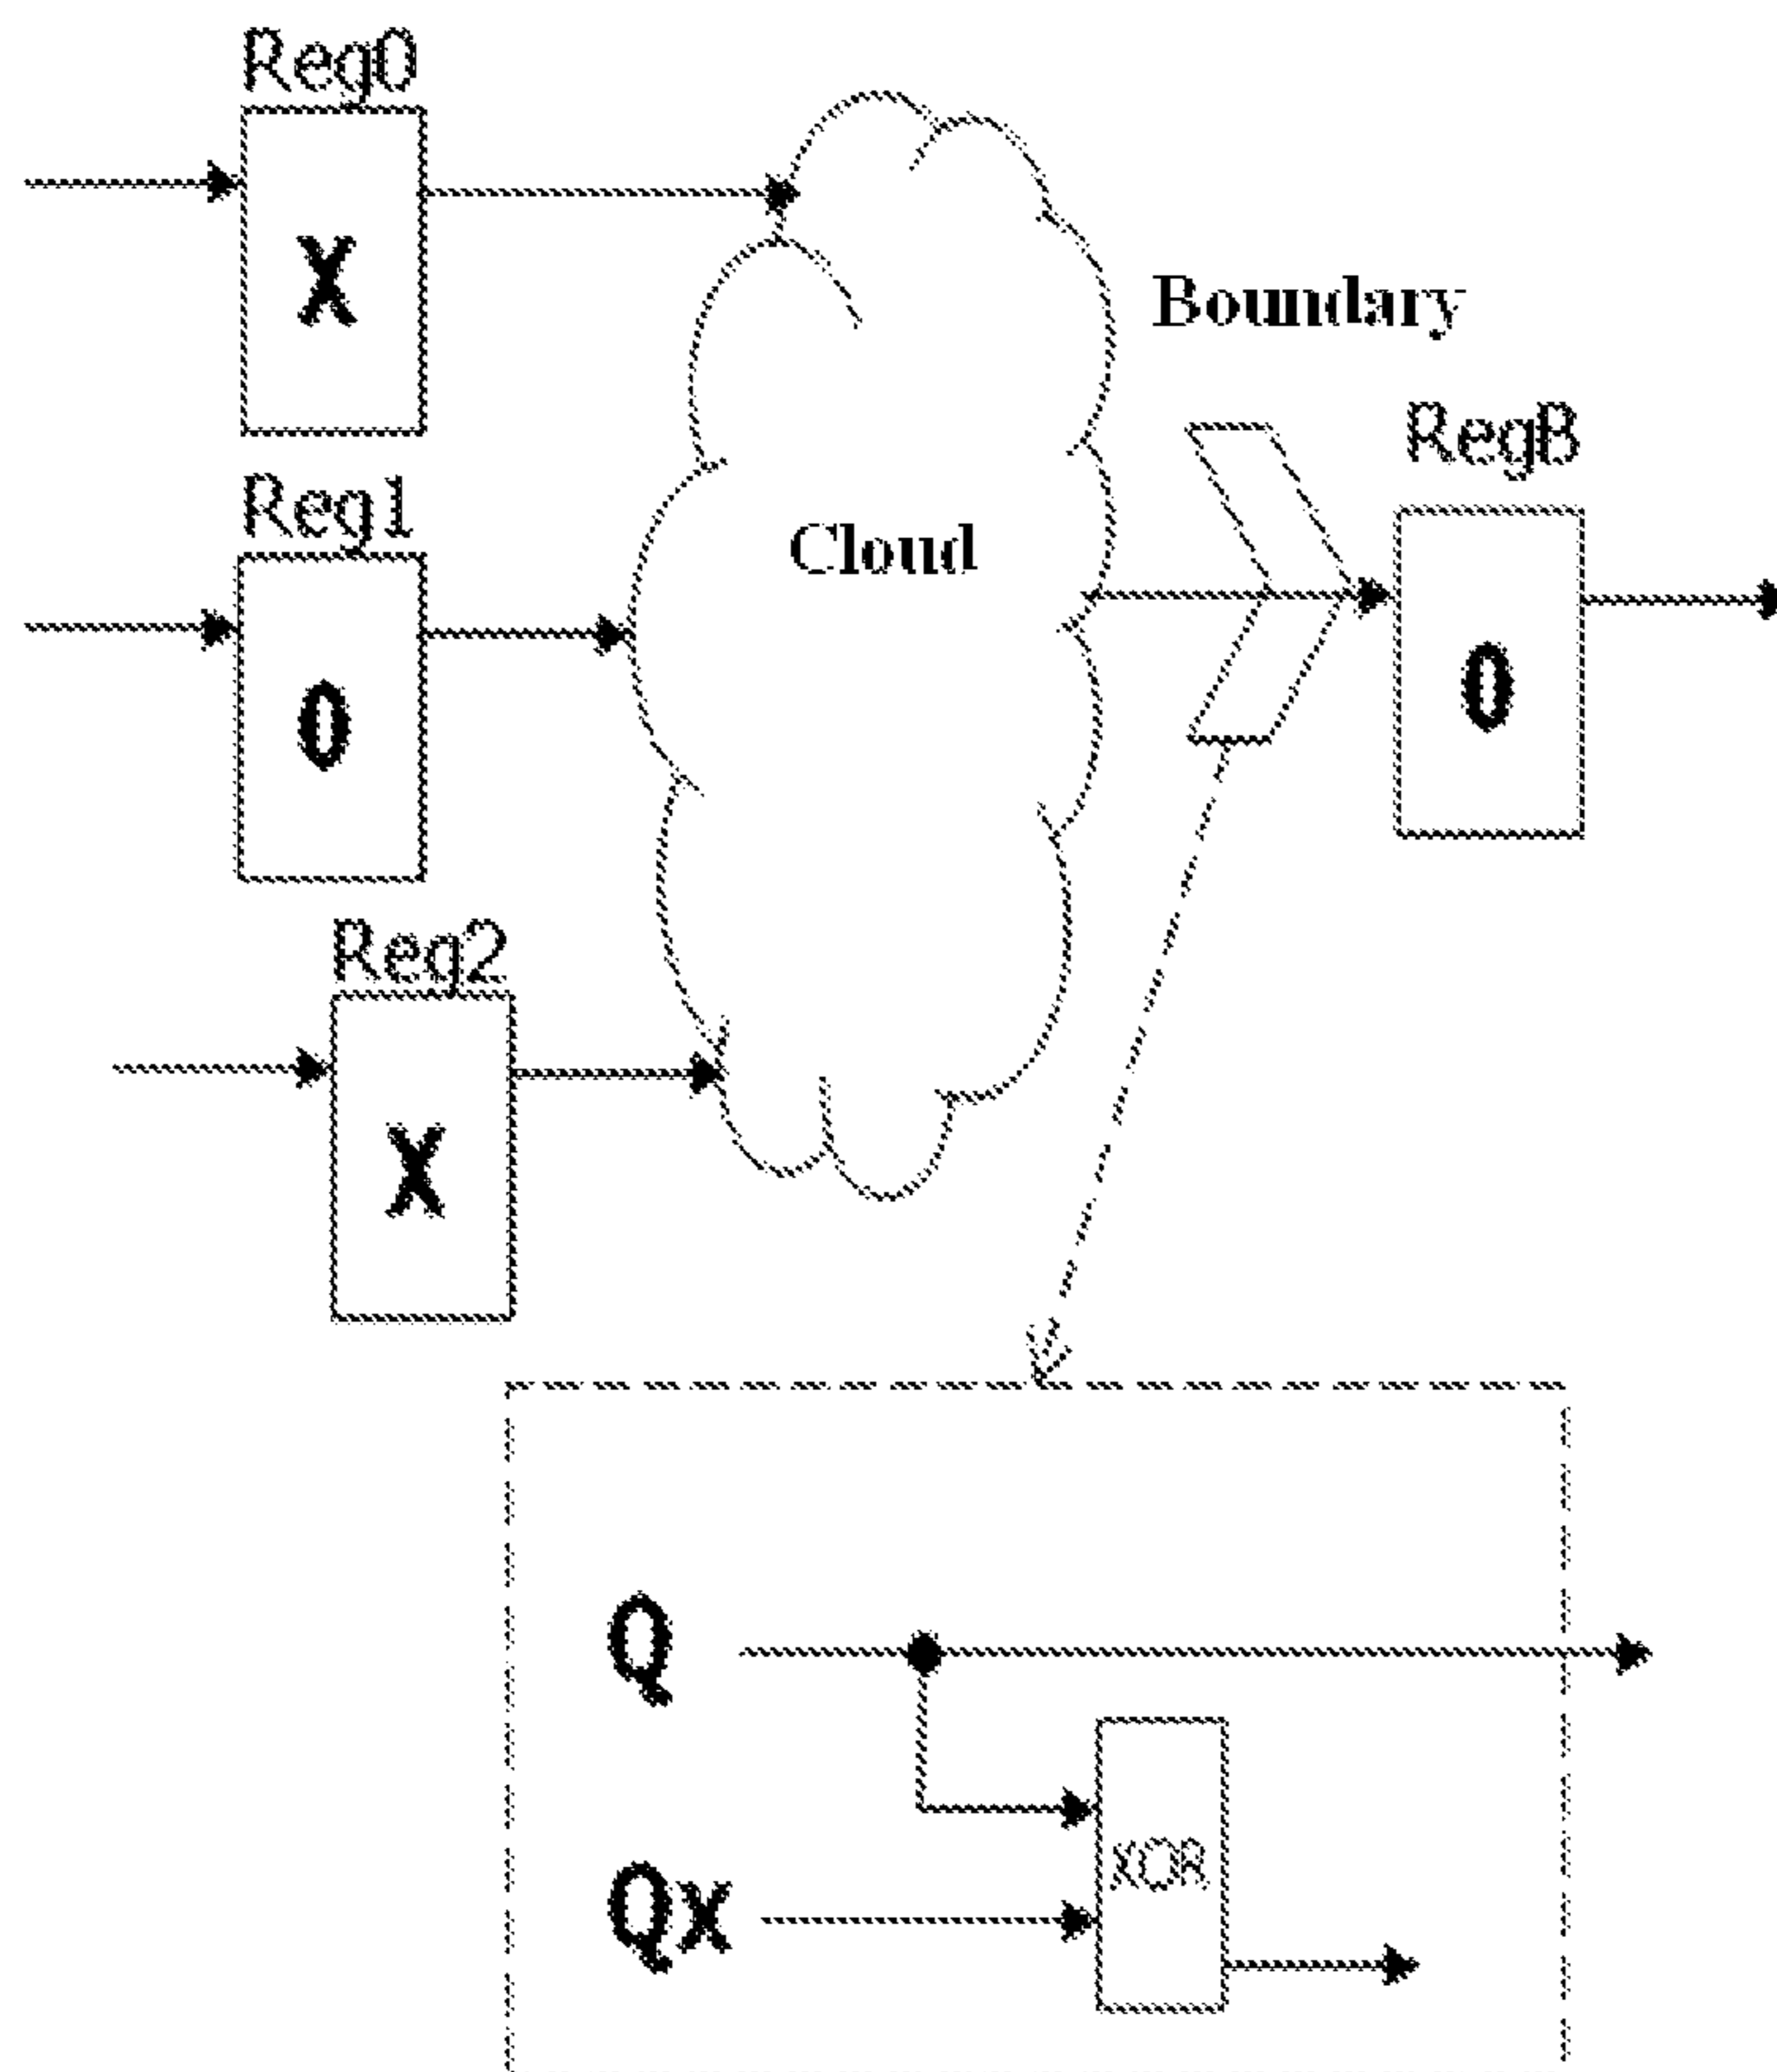 Reg0
X
Boundary
RegB
Reg1
Cloud
0
0
Reg2
X
Q
XOR
QX